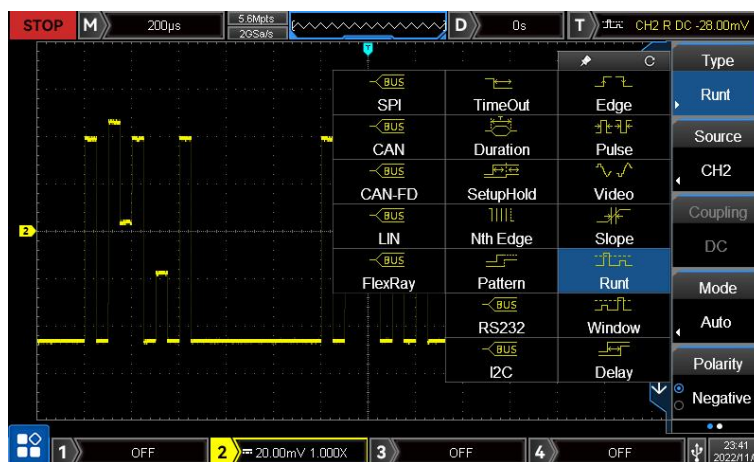 STOP M 200μs 5.6Mpts 2GSa/s D 0s T CH2 R DC -28.00mV
T
C
Type
Runt
Source
CH2
Coupling
DC
Mode
Auto
Polarity
Negative
BUS
SPI TimeOut Edge
BUS
CAN Duration Pulse
BUS
CAN-FD SetupHold Video
BUS
LIN Nth Edge Slope
BUS
FlexRay Pattern Runt
BUS
RS232 Window
BUS
I2C Delay
2
1 OFF 2 20.00mV 1.000X 3 OFF 4 OFF
23:41
2022/11